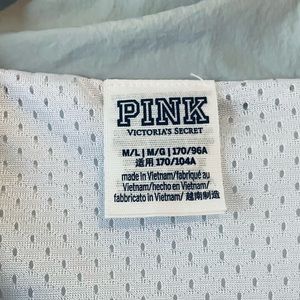 PINK
VICTORIA'S SECRET
M/L | M/G | 170/96A
适用 170/104A
made in Vietnam/fabriqué au
Vietnam/hecho en Vietnam/
fabbricato in Vietnam/越南制造